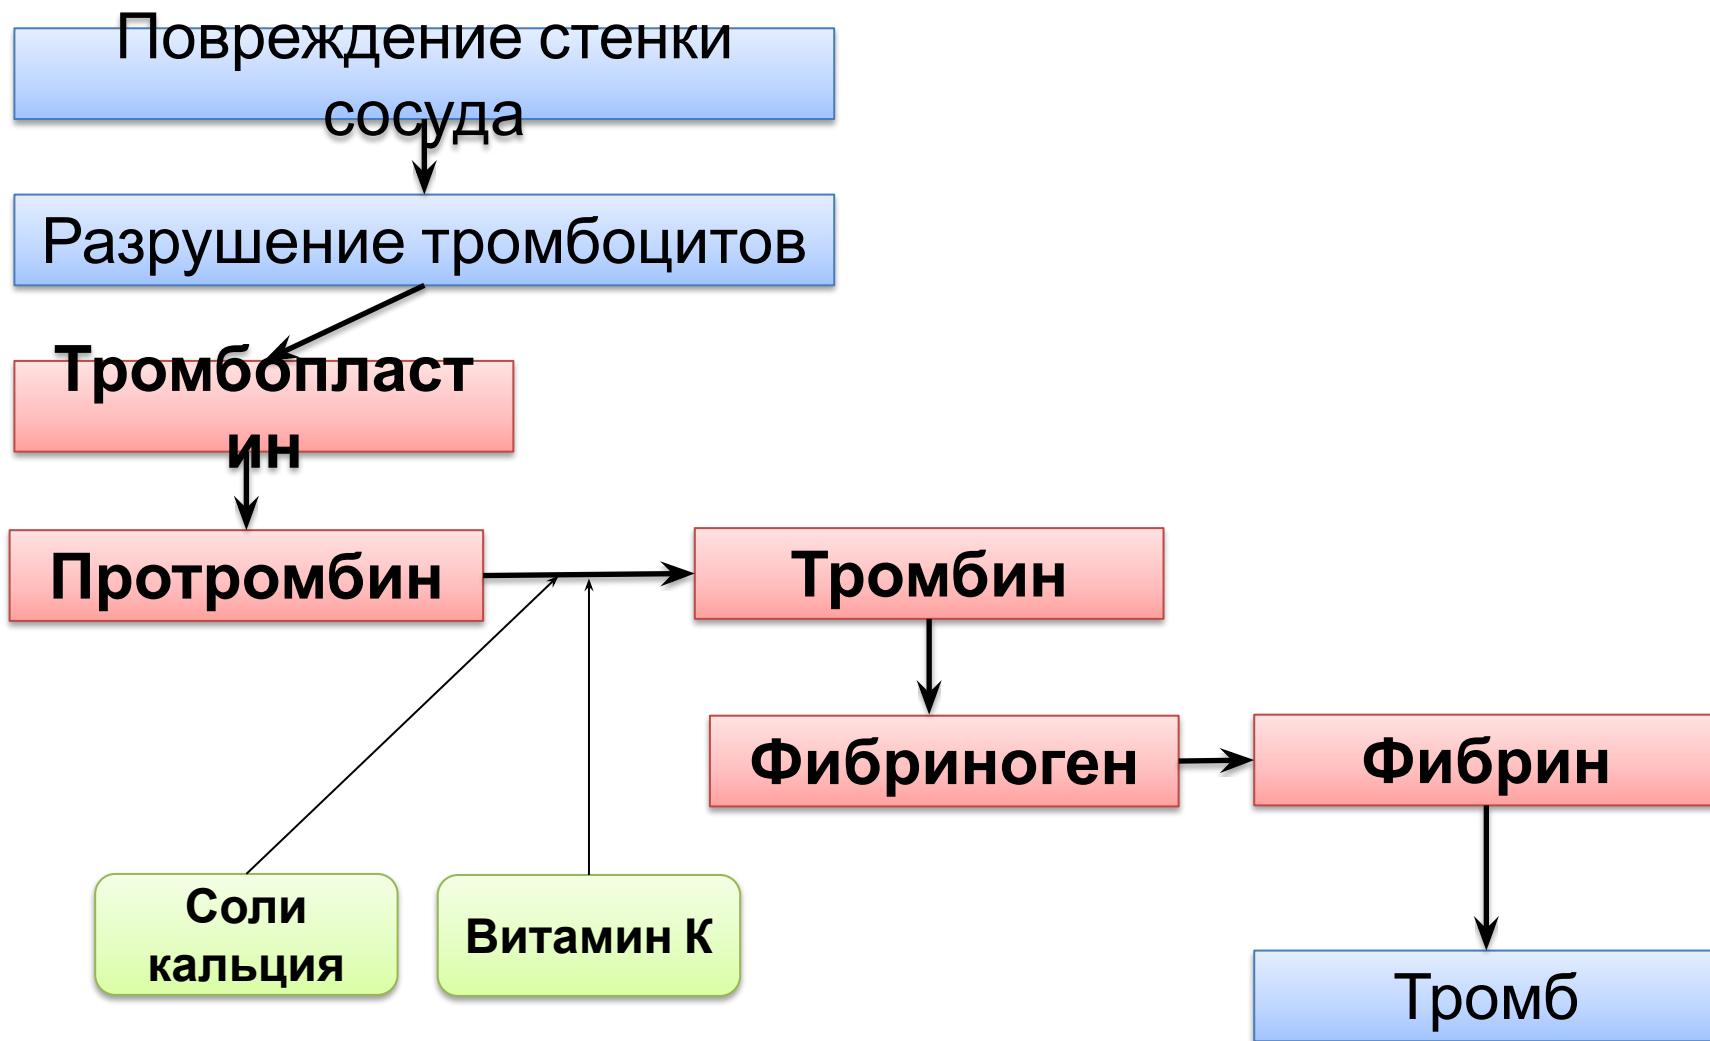 Повреждение стенки
сосуда
Разрушение тромбоцитов
Тромбопласт
ин
Протромбин
Тромбин
Фибриноген
Фибрин
Соли
кальция
Витамин К
Тромб